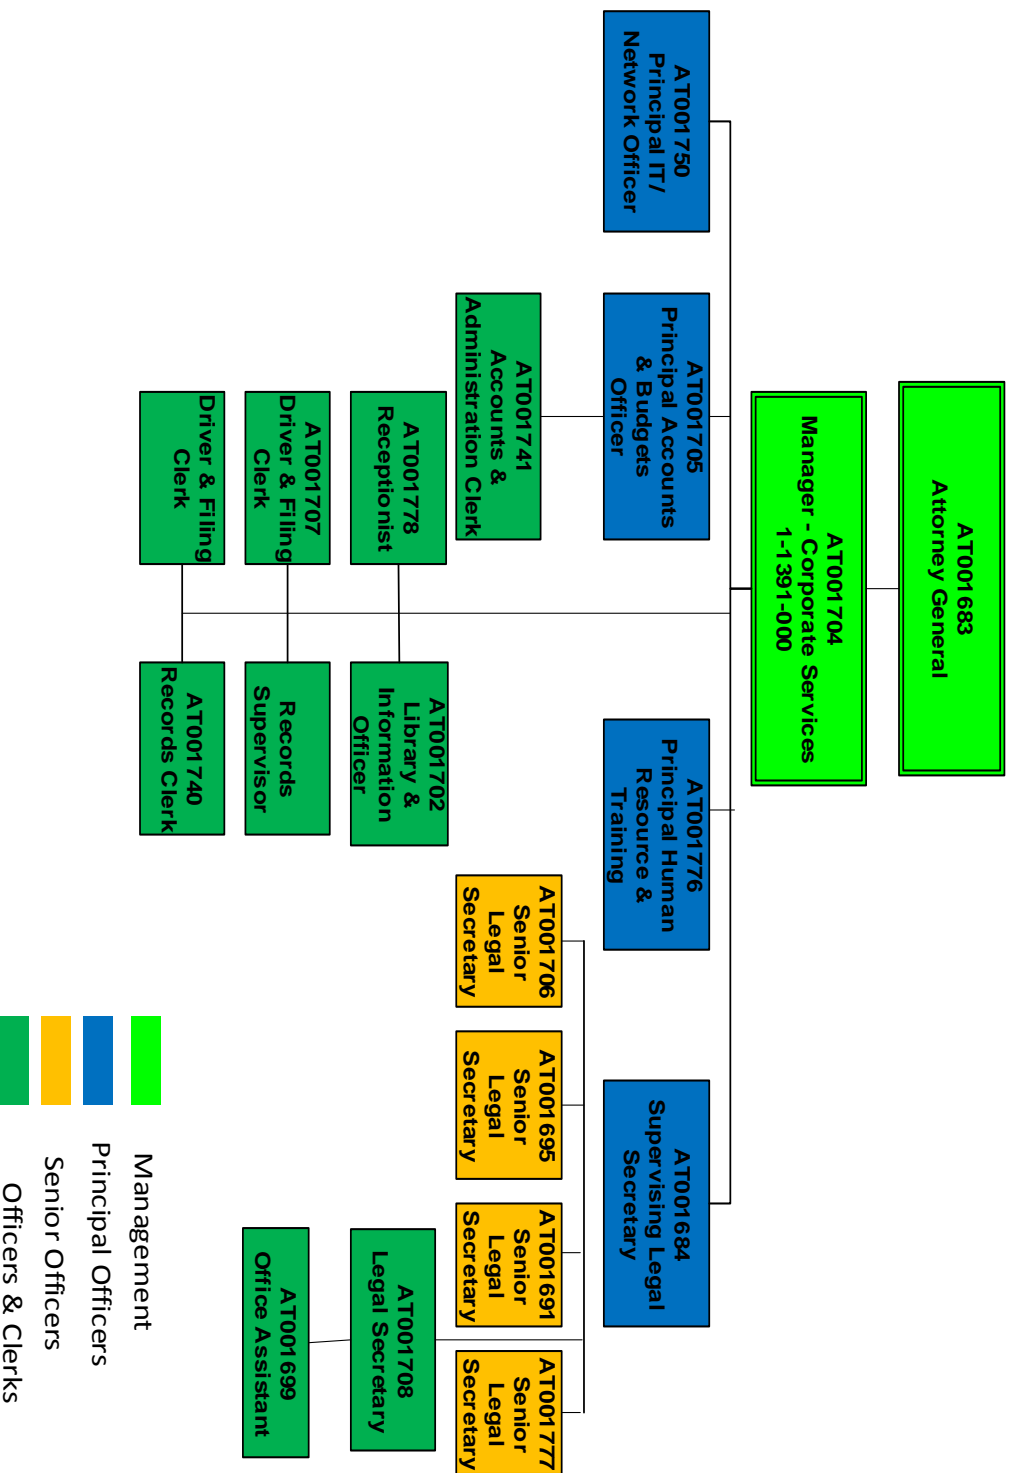 AT001683
Attorney General
AT001704
Manager - Corporate Services
1-1391-000
AT001750
Principal IT/
Network Officer
AT001705
Principal Accounts
& Budgets
Officer
AT001776
Principal Human
Resource &
Training
AT001684
Supervising Legal
Secretary
AT001741
Accounts &
Administration Clerk
AT001706
Senior
Legal
Secretary
AT001695
Senior
Legal
Secretary
AT001691
Senior
Legal
Secretary
AT001777
Senior
Legal
Secretary
AT001778
Receptionist
AT001702
Library &
Information
Officer
AT001708
Legal Secretary
AT001707
Driver & Filing
Clerk
Records
Supervisor
AT001699
Office Assistant
Driver & Filing
Clerk
AT001740
Records Clerk
Management
Principal Officers
Senior Officers
Officers & Clerks